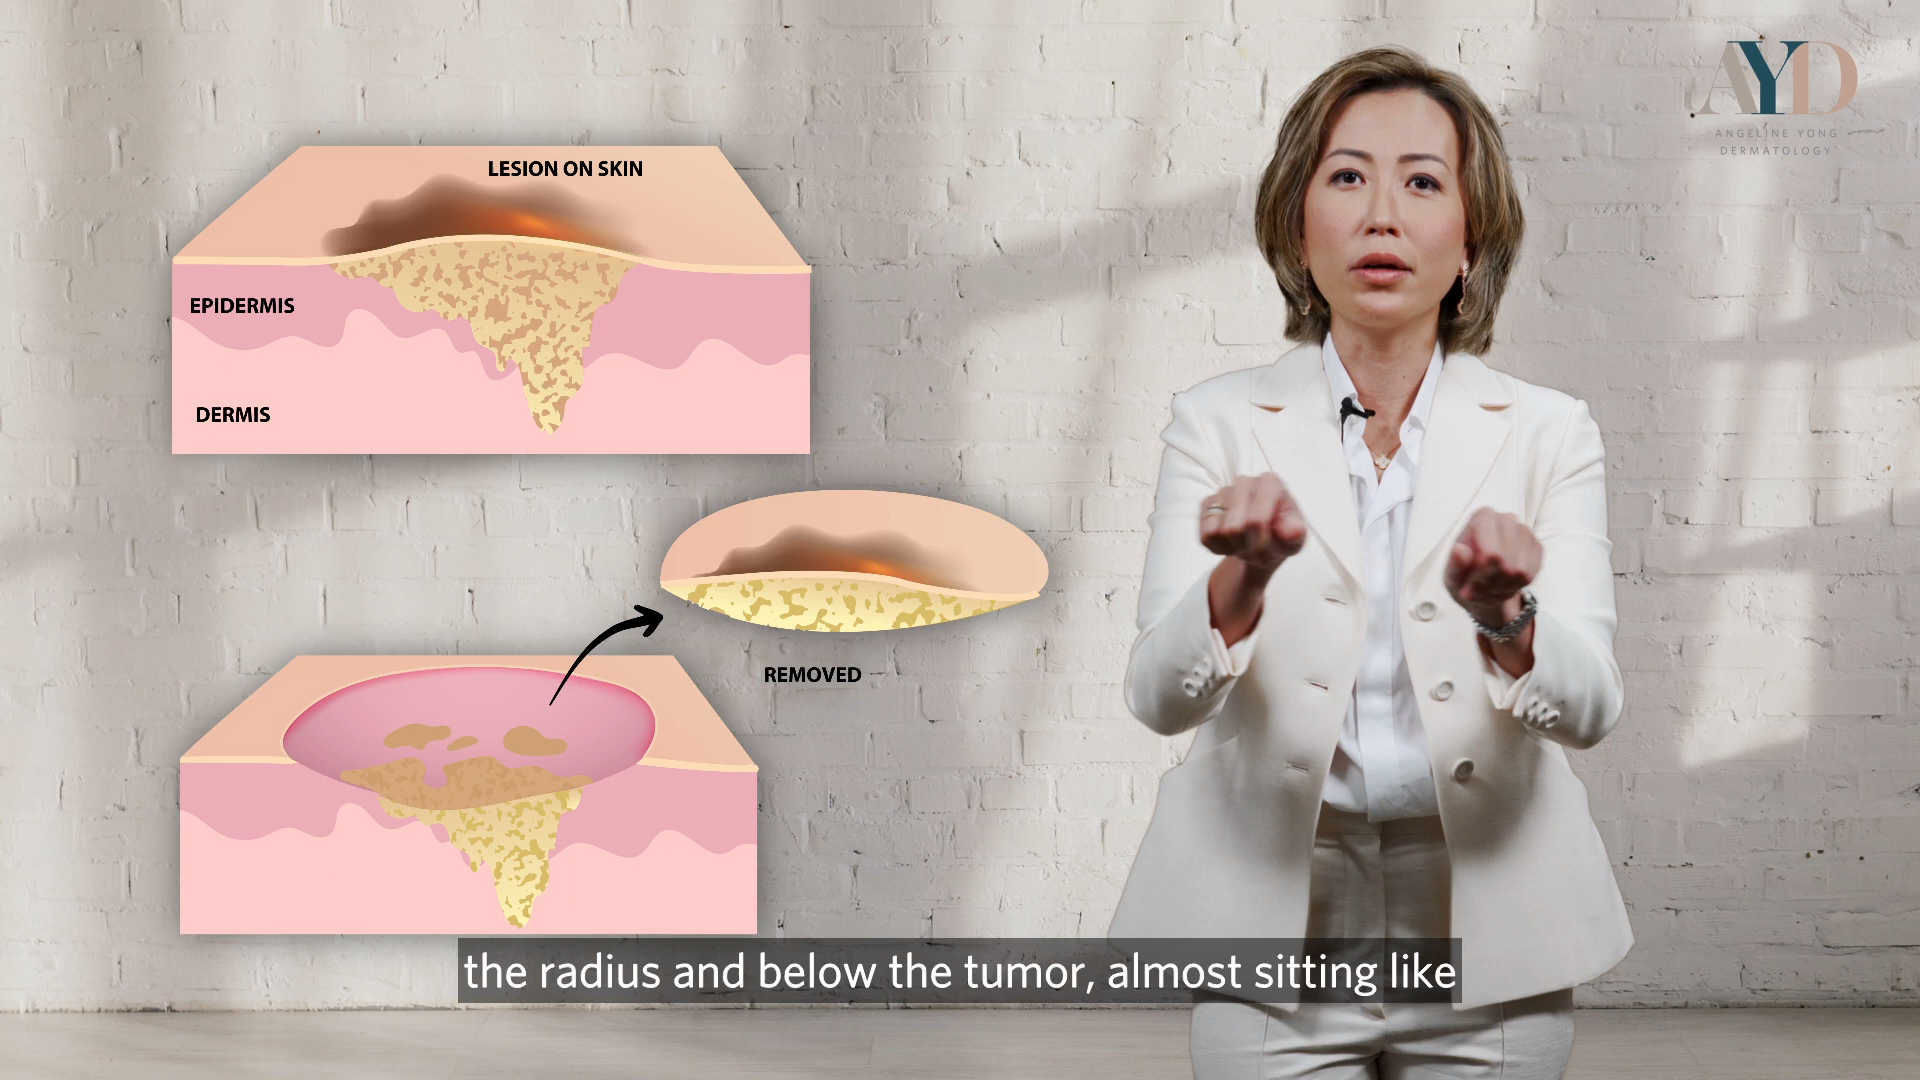 AYD
ANGELINE YONG
DERMATOLOGY
LESION ON SKIN
EPIDERMIS
DERMIS
REMOVED
the radius and below the tumor, almost sitting like